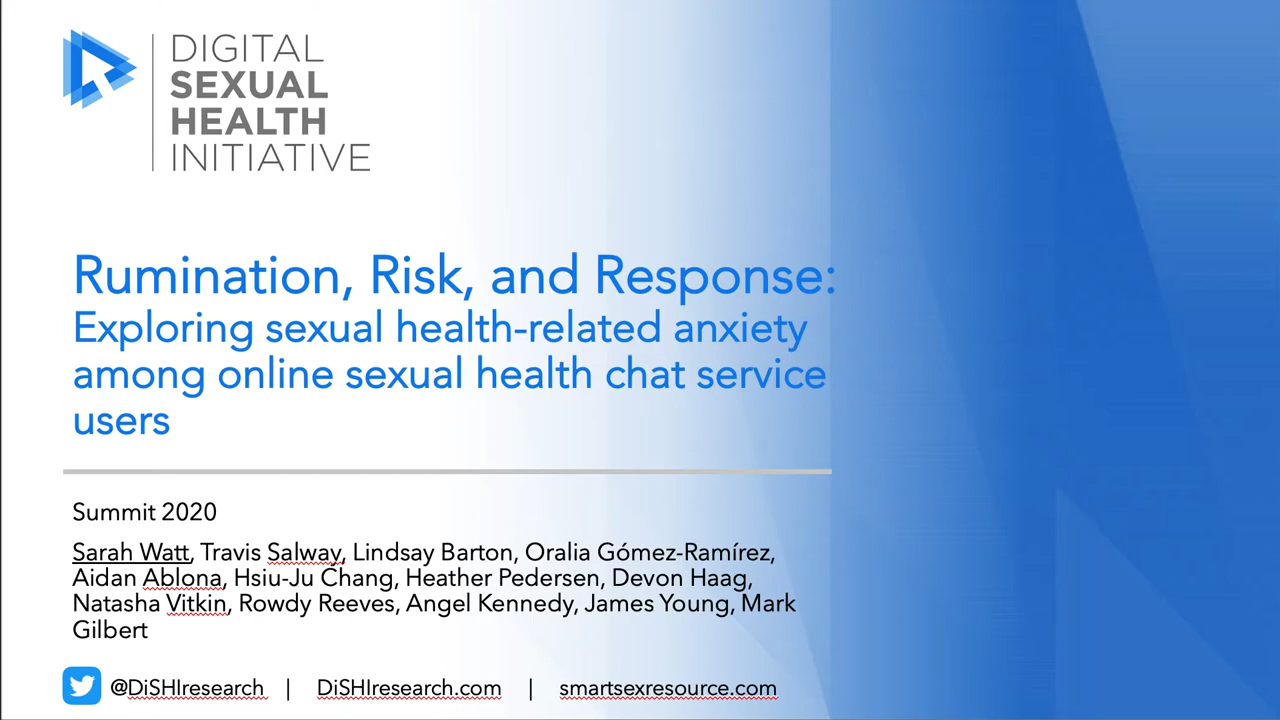 DIGITAL
SEXUAL
HEALTH
INITIATIVE
Rumination, Risk, and Response:
Exploring sexual health-related anxiety
among online sexual health chat service
users
Summit 2020
Sarah Watt, Travis Salway, Lindsay Barton, Oralia Gómez-Ramírez,
Aidan Ablona, Hsiu-Ju Chang, Heather Pedersen, Devon Haag,
Natasha Vitkin, Rowdy Reeves, Angel Kennedy, James Young, Mark
Gilbert
@DiSHIresearch | DiSHIresearch.com | smartsexresource.com